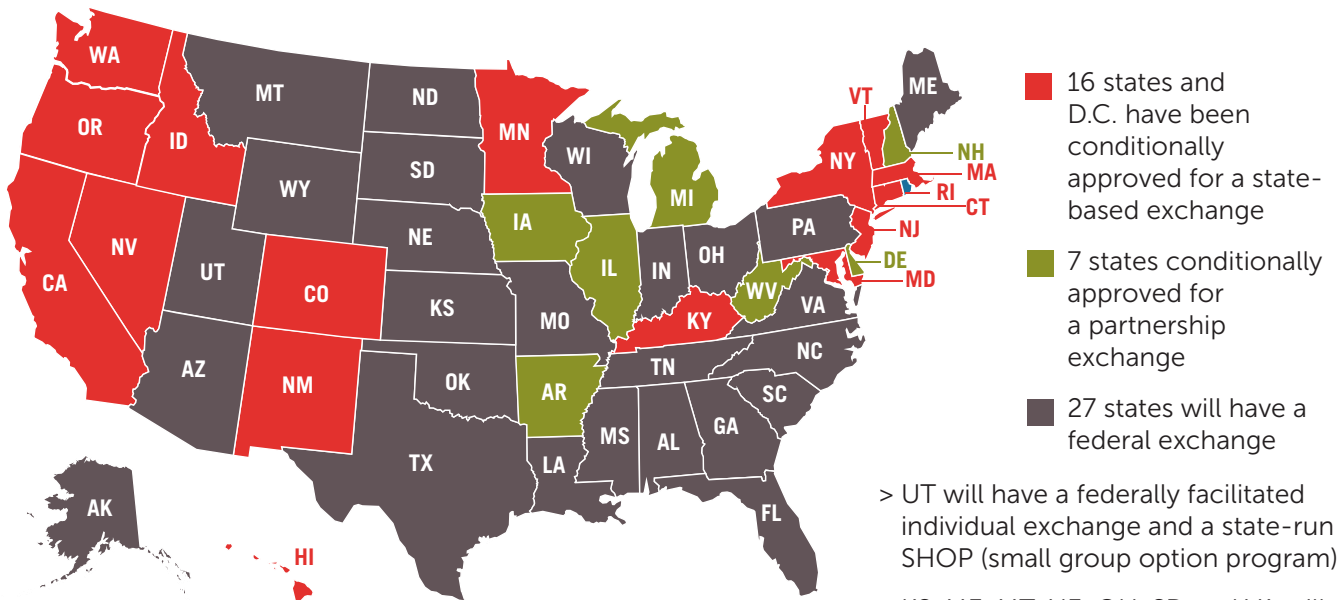 WA
MT
ND
MN
ME
VT
OR
ID
SD
WI
NY
NH
MA
WY
MI
RI
CT
IA
NE
PA
NJ
NV
UT
IL
IN
OH
DE
MD
CA
CO
KS
MO
WV
VA
KY
AZ
NM
OK
AR
TN
NC
SC
MS
AL
GA
TX
LA
FL
AK
HI
16 states and
D.C. have been
conditionally
approved for a state-
based exchange
7 states conditionally
approved for
a partnership
exchange
27 states will have a
federal exchange
> UT will have a federally facilitated
individual exchange and a state-run
SHOP (small group option program)